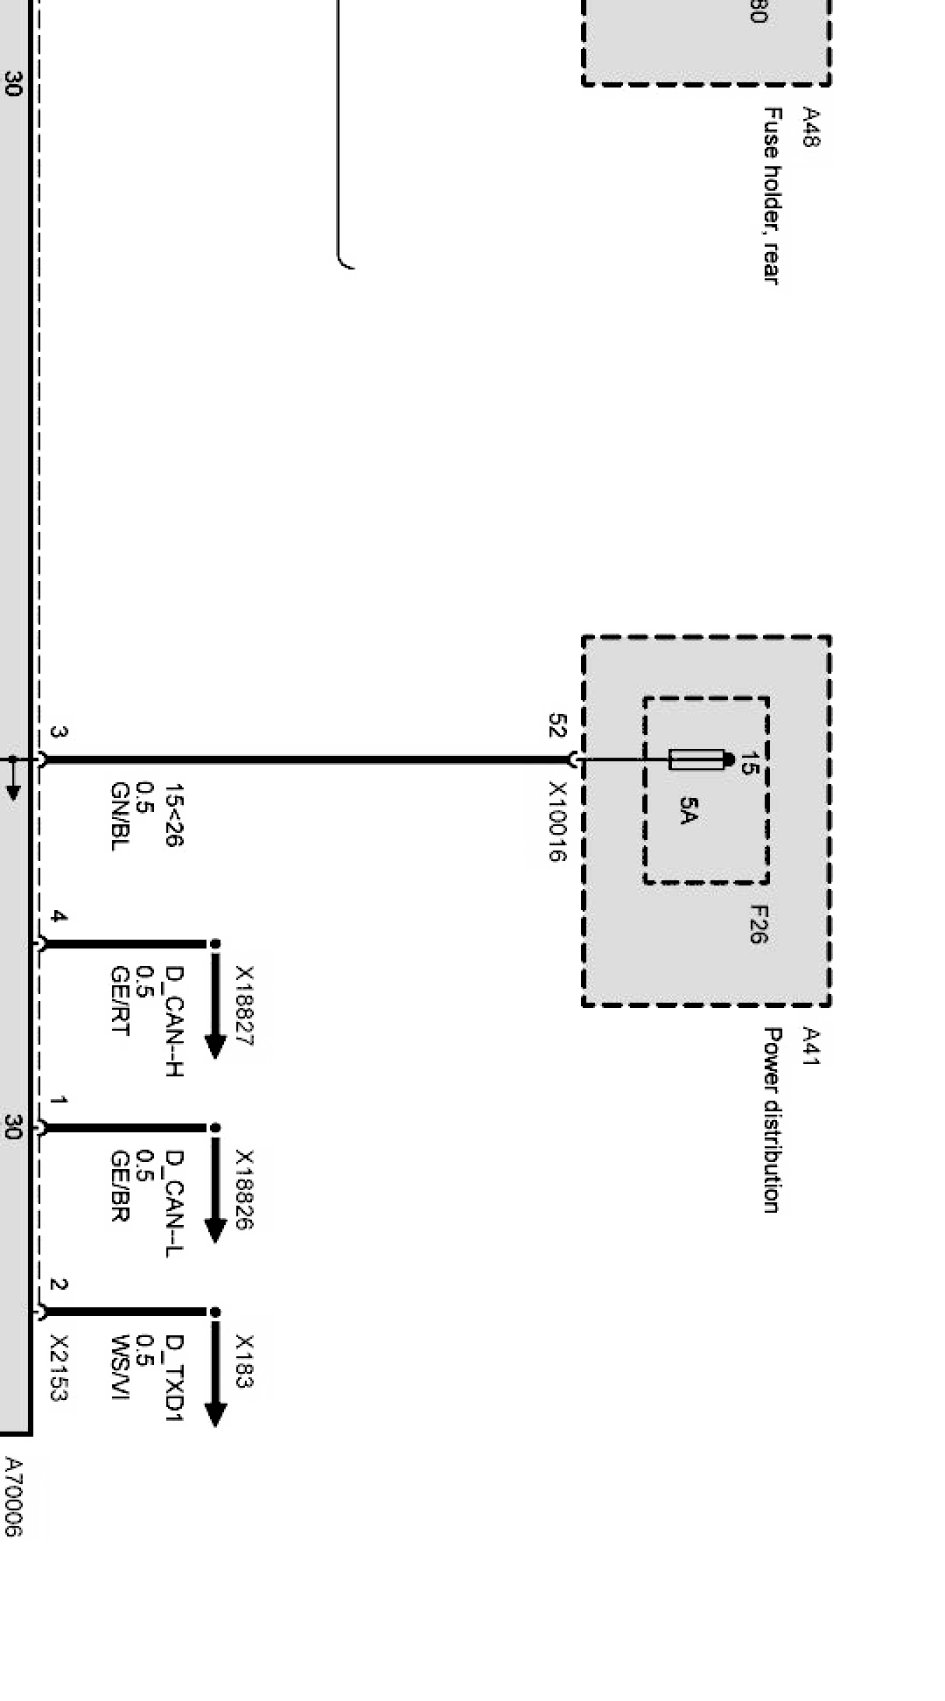 A48
Fuse holder, rear
30
A41
Power distribution
F26
15
5A
52
X10016
X18827
X18826
X183
15<26
0.5
GN/BL
D_CAN--H
0.5
GE/RT
D_CAN--L
0.5
GE/BR
D_TXD1
0.5
WS/VI
3
4
1
2
X2153
30
A70006